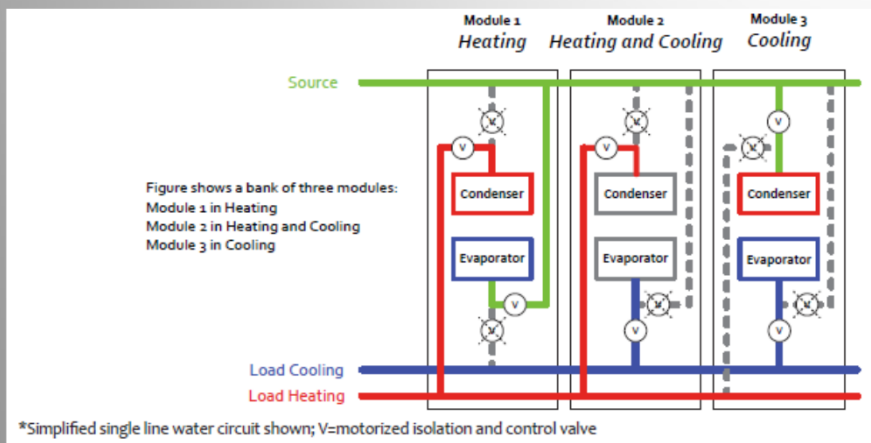 Module 1 Module 2 Module 3
Heating Heating and Cooling Cooling
Source
V
V V V
Figure shows a bank of three modules:
Module 1 in Heating
Module 2 in Heating and Cooling
Module 3 in Cooling
Condenser Condenser Condenser
Evaporator Evaporator Evaporator
V
V V
Load Cooling
Load Heating
*Simplified single line water circuit shown; V=motorized isolation and control valve